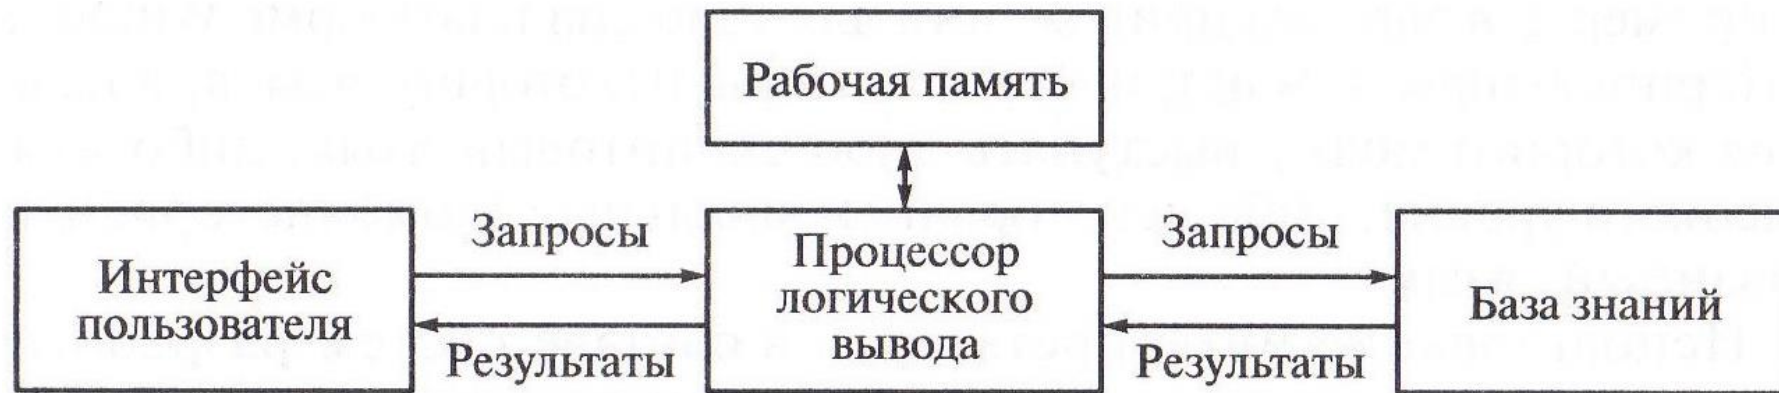 Рабочая память
Запросы
Запросы
Интерфейс
пользователя
Процессор
логического
вывода
База знаний
Результаты
Результаты